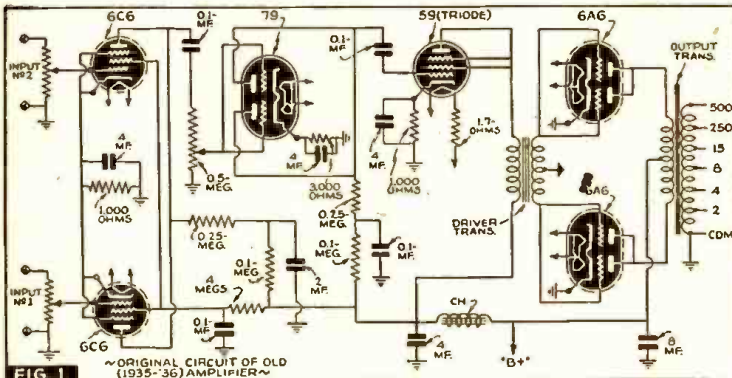 6C6
INPUT Nº2
4 MF.
1,000 OHMS
INPUT Nº1
6C6
0.1-MF.
0.5-MEG.
0.25-MEG.
4 MEGS.
0.1-MF.
0.1-MEG.
2 MF.
79
4 MF.
3,000 OHMS
0.1-MF.
0.25-MEG.
0.1-MEG.
0.1-MF.
59 (TRIODE)
4 MF.
1,000 OHMS
1.7-OHMS
DRIVER TRANS.
6A6
6A6
OUTPUT TRANS.
500
250
15
8
4
2
COM.
CH
4 MF.
"B+"
8 MF.
FIG. 1
~ORIGINAL CIRCUIT OF OLD (1935-'36) AMPLIFIER~